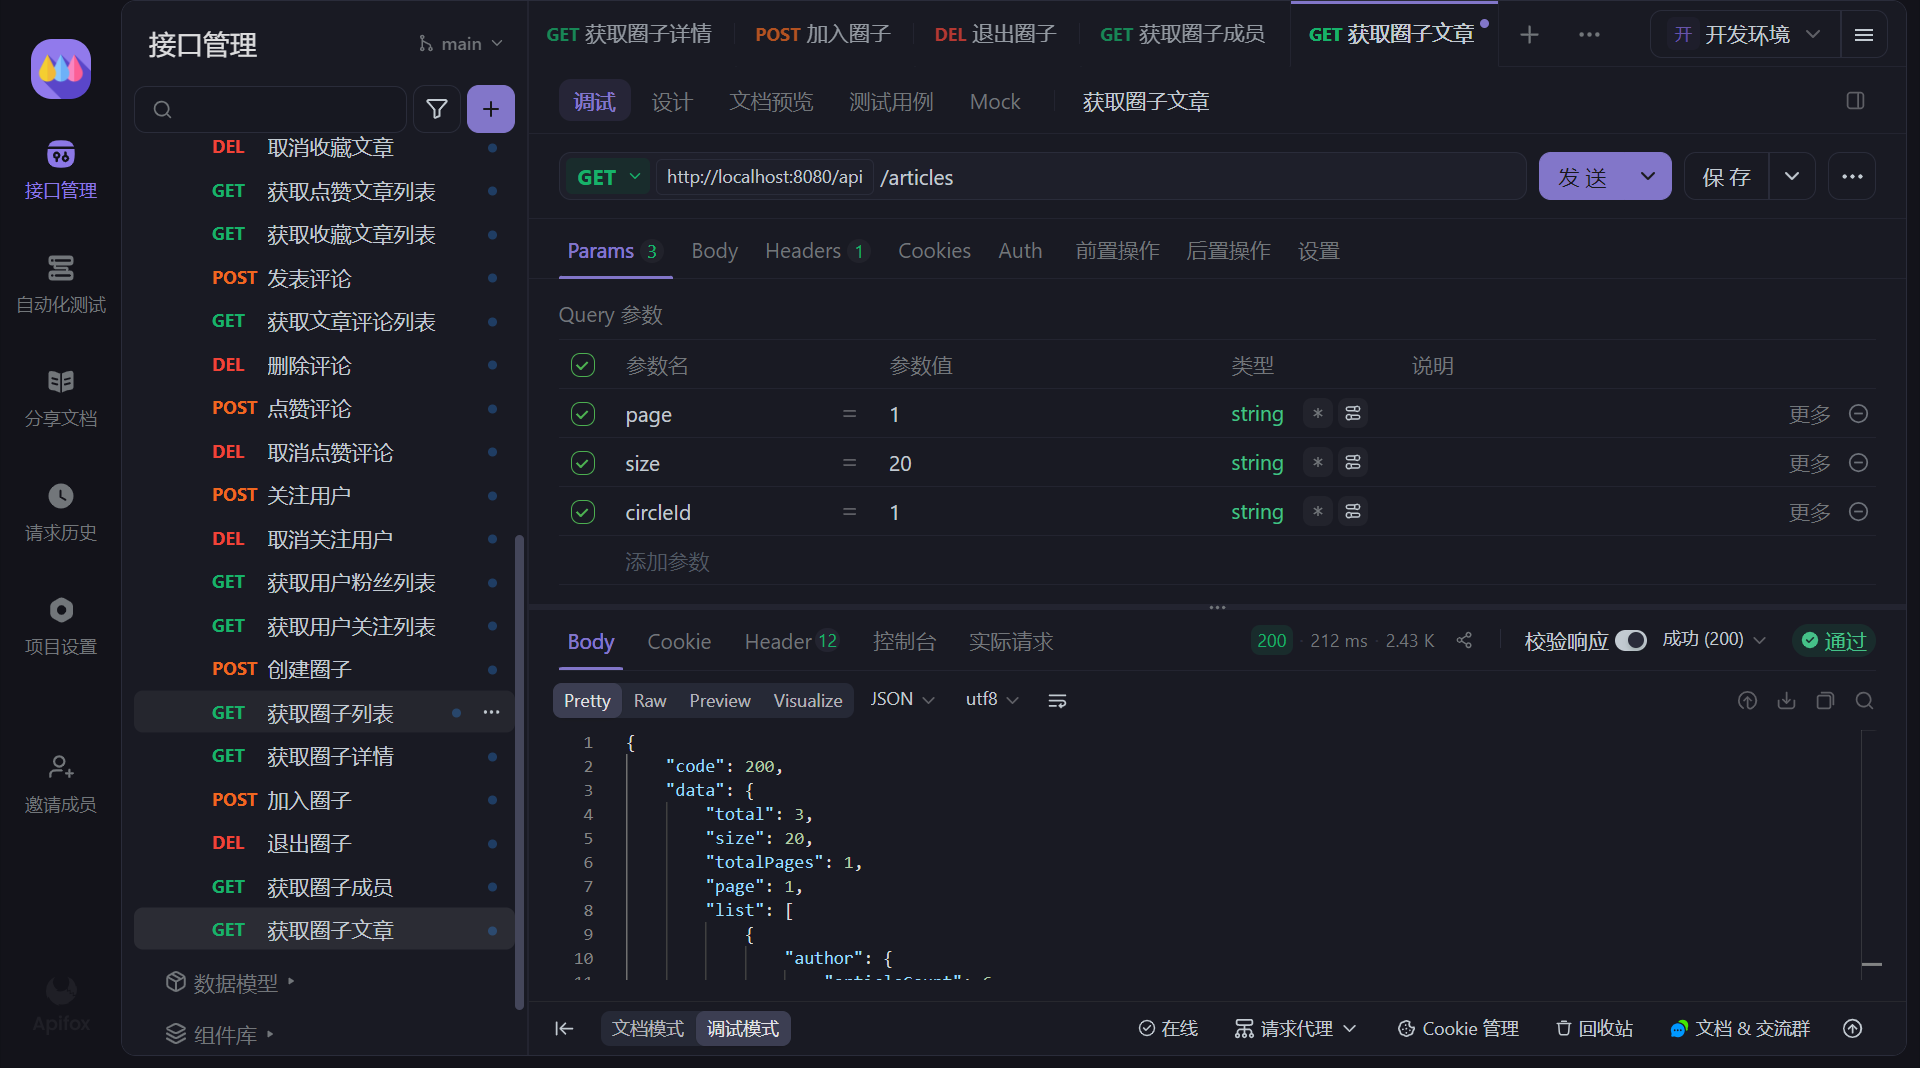 接口管理
自动化测试
分享文档
请求历史
项目设置
邀请成员
Apifox
接口管理
main
DEL 取消收藏文章
GET 获取点赞文章列表
GET 获取收藏文章列表
POST 发表评论
GET 获取文章评论列表
DEL 删除评论
POST 点赞评论
DEL 取消点赞评论
POST 关注用户
DEL 取消关注用户
GET 获取用户粉丝列表
GET 获取用户关注列表
POST 创建圈子
GET 获取圈子列表
GET 获取圈子详情
POST 加入圈子
DEL 退出圈子
GET 获取圈子成员
GET 获取圈子文章
数据模型
组件库
GET 获取圈子详情 POST 加入圈子 DEL 退出圈子 GET 获取圈子成员 GET 获取圈子文章 开 开发环境
调试 设计 文档预览 测试用例 Mock 获取圈子文章
GET http://localhost:8080/api /articles 发送 保存
Params 3 Body Headers 1 Cookies Auth 前置操作 后置操作 设置
Query 参数
参数名 参数值 类型 说明
page = 1 string * 更多
size = 20 string * 更多
circleId = 1 string * 更多
添加参数
Body Cookie Header 12 控制台 实际请求 200 · 212 ms · 2.43 K 校验响应 成功 (200) 通过
Pretty Raw Preview Visualize JSON utf8
1 {
2 "code": 200,
3 "data": {
4 "total": 3,
5 "size": 20,
6 "totalPages": 1,
7 "page": 1,
8 "list": [
9 {
10 "author": {
文档模式 调试模式 在线 请求代理 Cookie 管理 回收站 文档 & 交流群